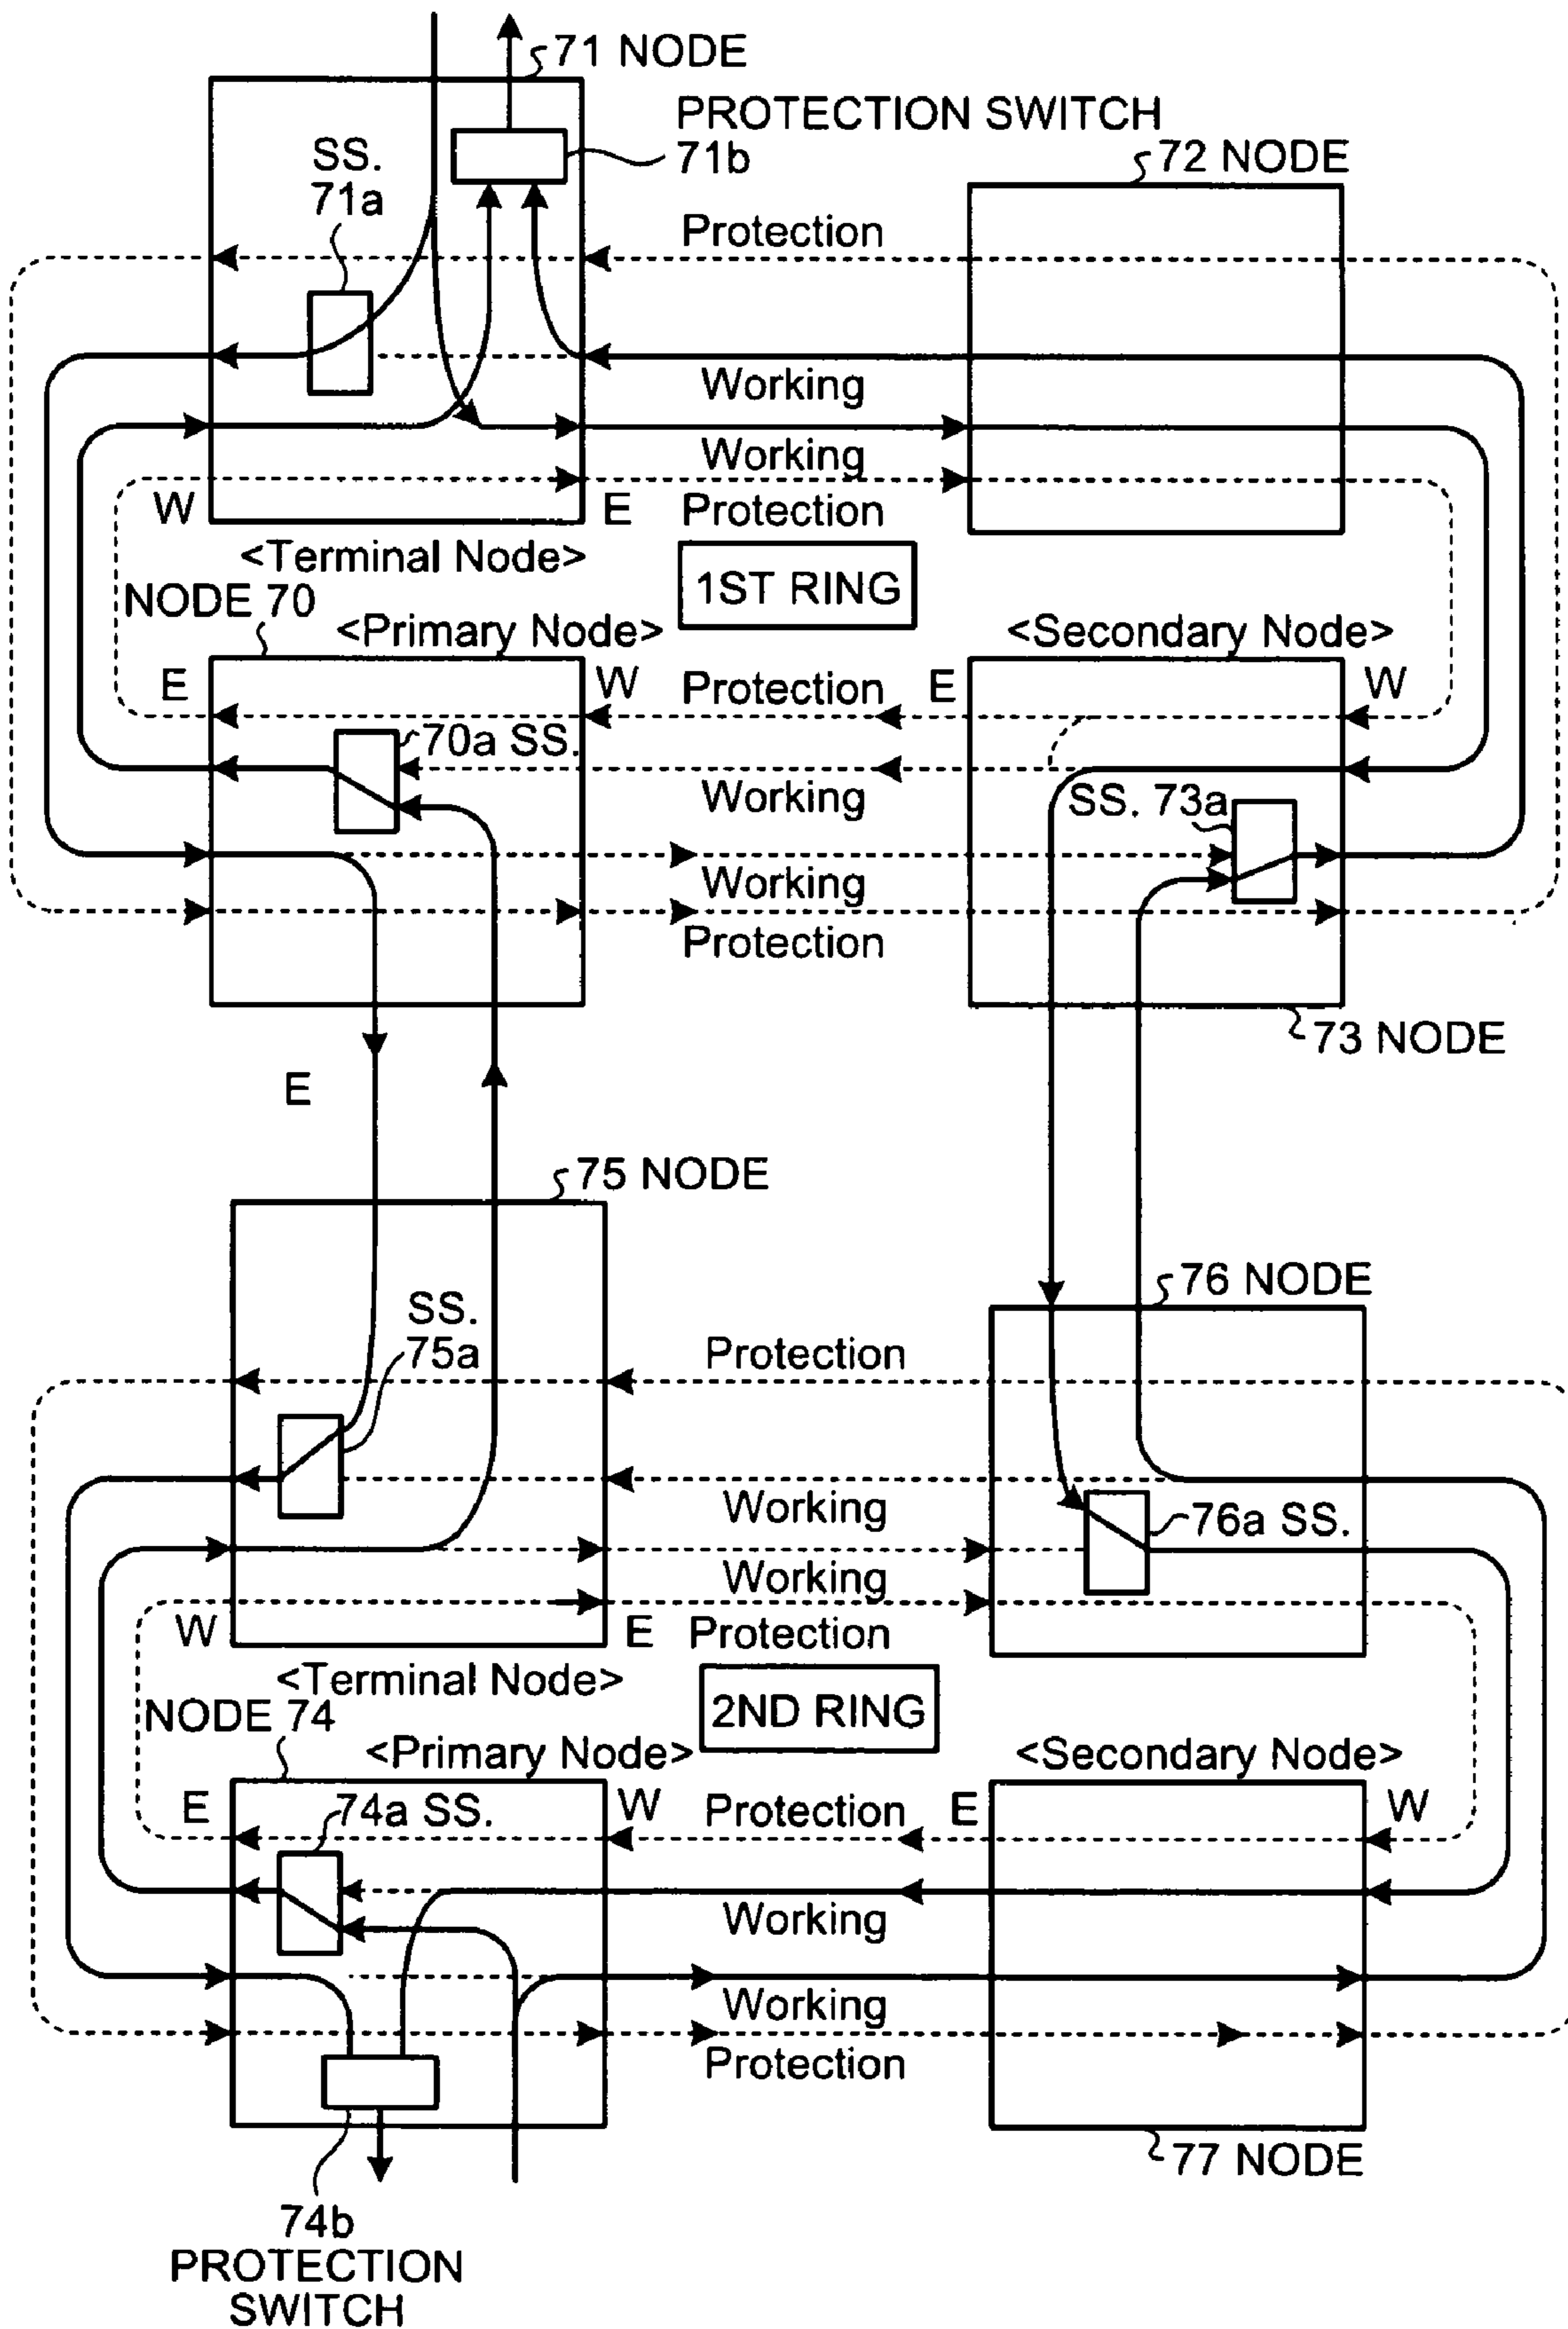 71 NODE
PROTECTION SWITCH
71b
SS.
71a
72 NODE
Protection
Working
Working
W
E
Protection
<Terminal Node>
1ST RING
NODE 70
<Primary Node>
<Secondary Node>
E
W
Protection
E
W
70a SS.
Working
SS. 73a
Working
Protection
73 NODE
E
75 NODE
76 NODE
SS.
75a
Protection
Working
76a SS.
Working
W
E
Protection
<Terminal Node>
2ND RING
NODE 74
<Primary Node>
<Secondary Node>
E
74a SS.
W
Protection
E
W
Working
Working
Protection
77 NODE
74b
PROTECTION
SWITCH